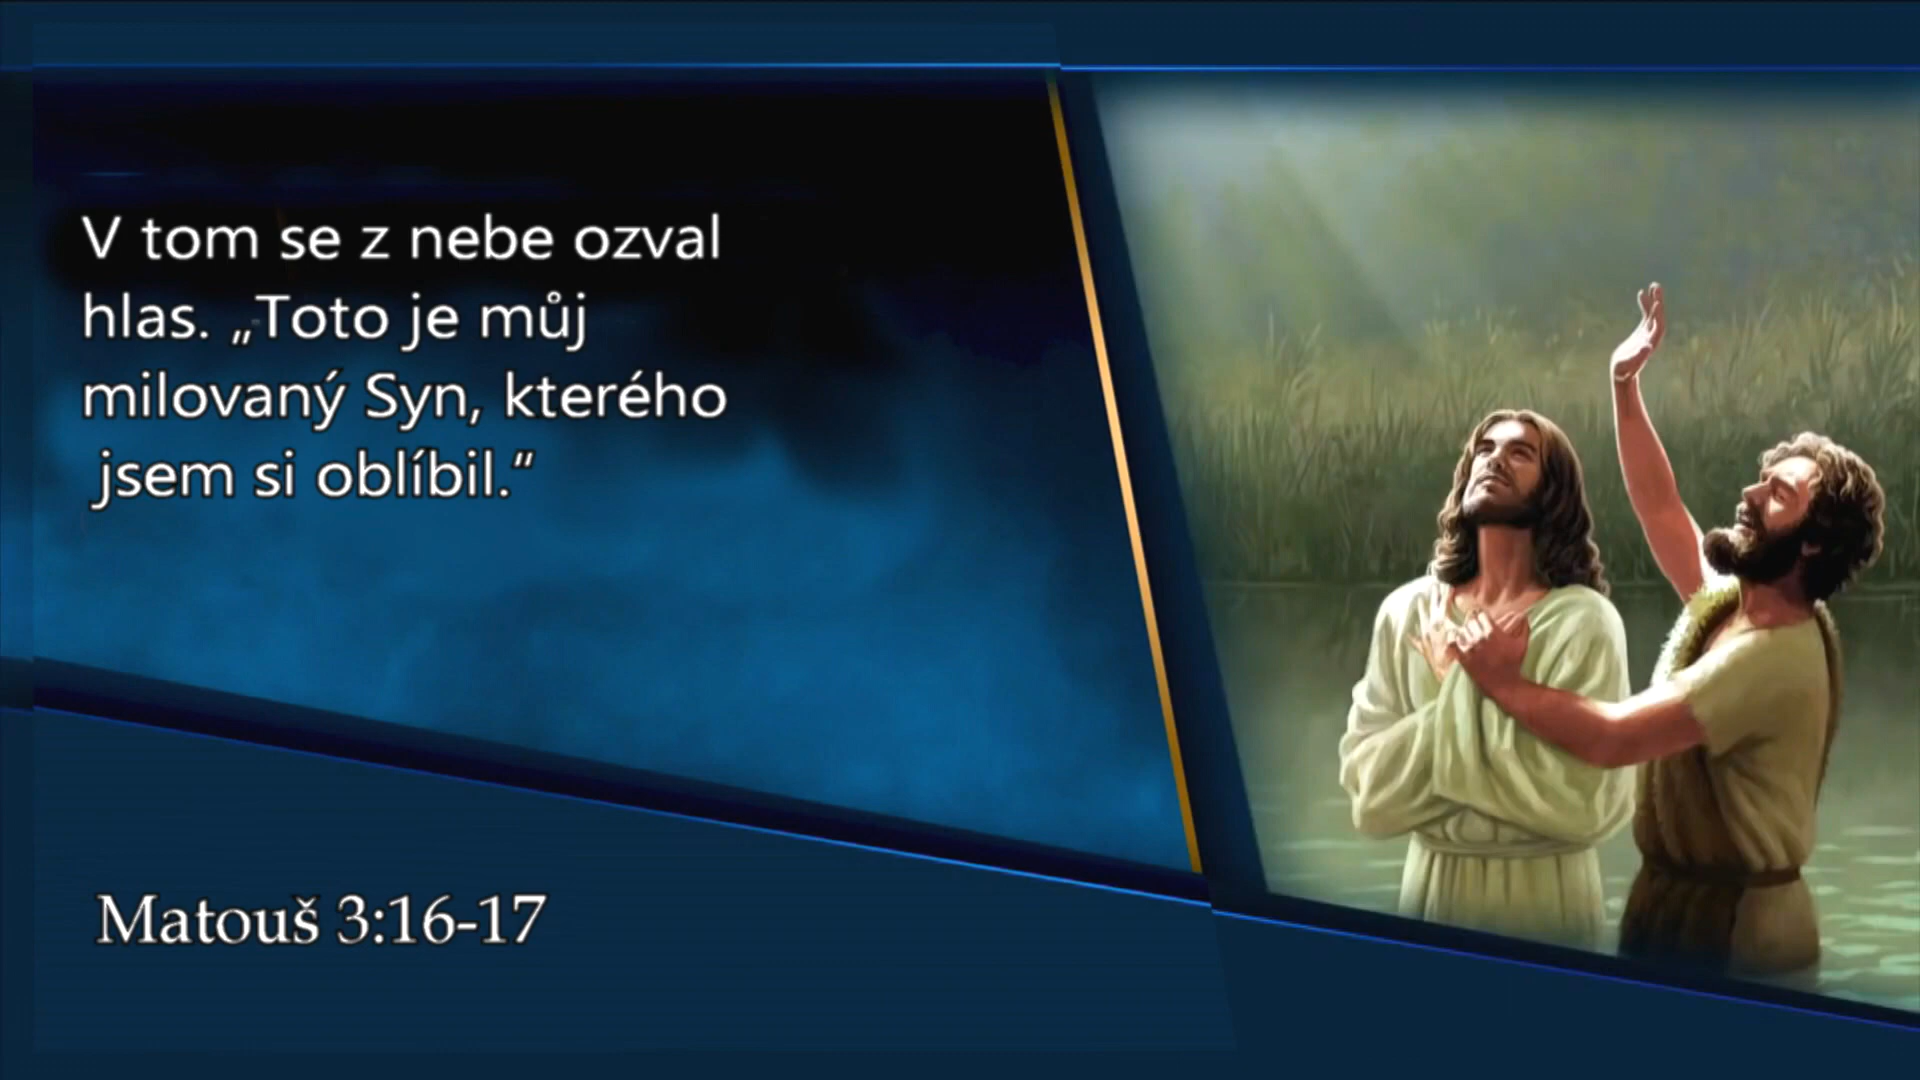 V tom se z nebe ozval
hlas. „Toto je můj
milovaný Syn, kterého
jsem si oblíbil.“
Matouš 3:16-17